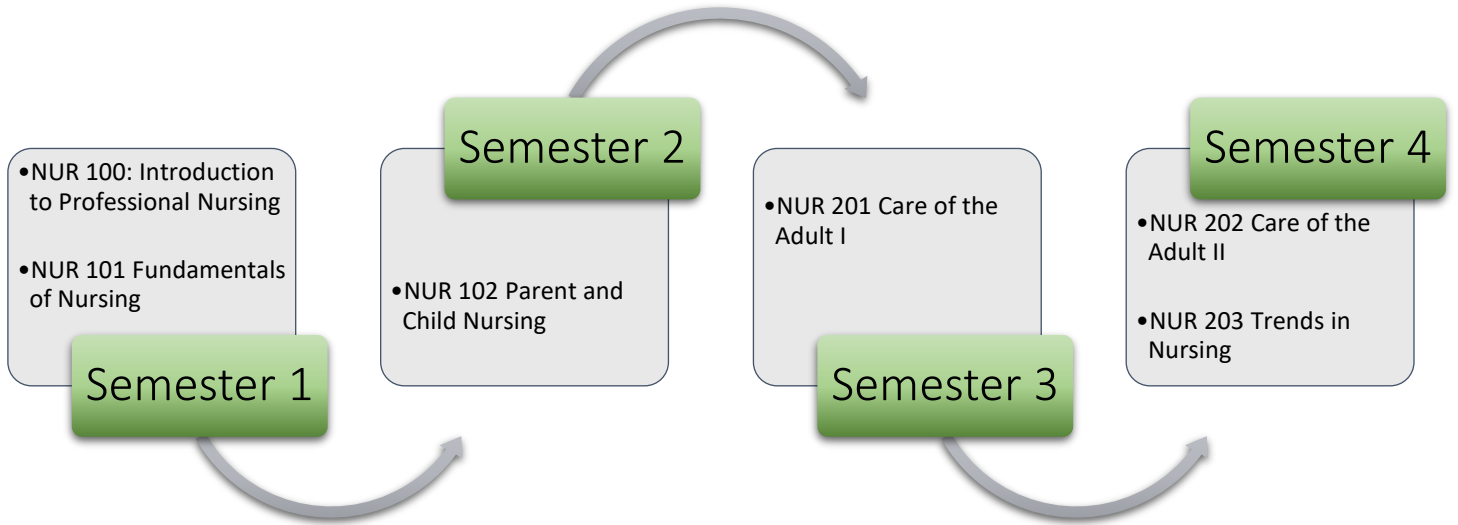 •NUR 100: Introduction
to Professional Nursing
•NUR 101 Fundamentals
of Nursing
Semester 1
Semester 2
•NUR 102 Parent and
Child Nursing
•NUR 201 Care of the
Adult I
Semester 3
Semester 4
•NUR 202 Care of the
Adult II
•NUR 203 Trends in
Nursing